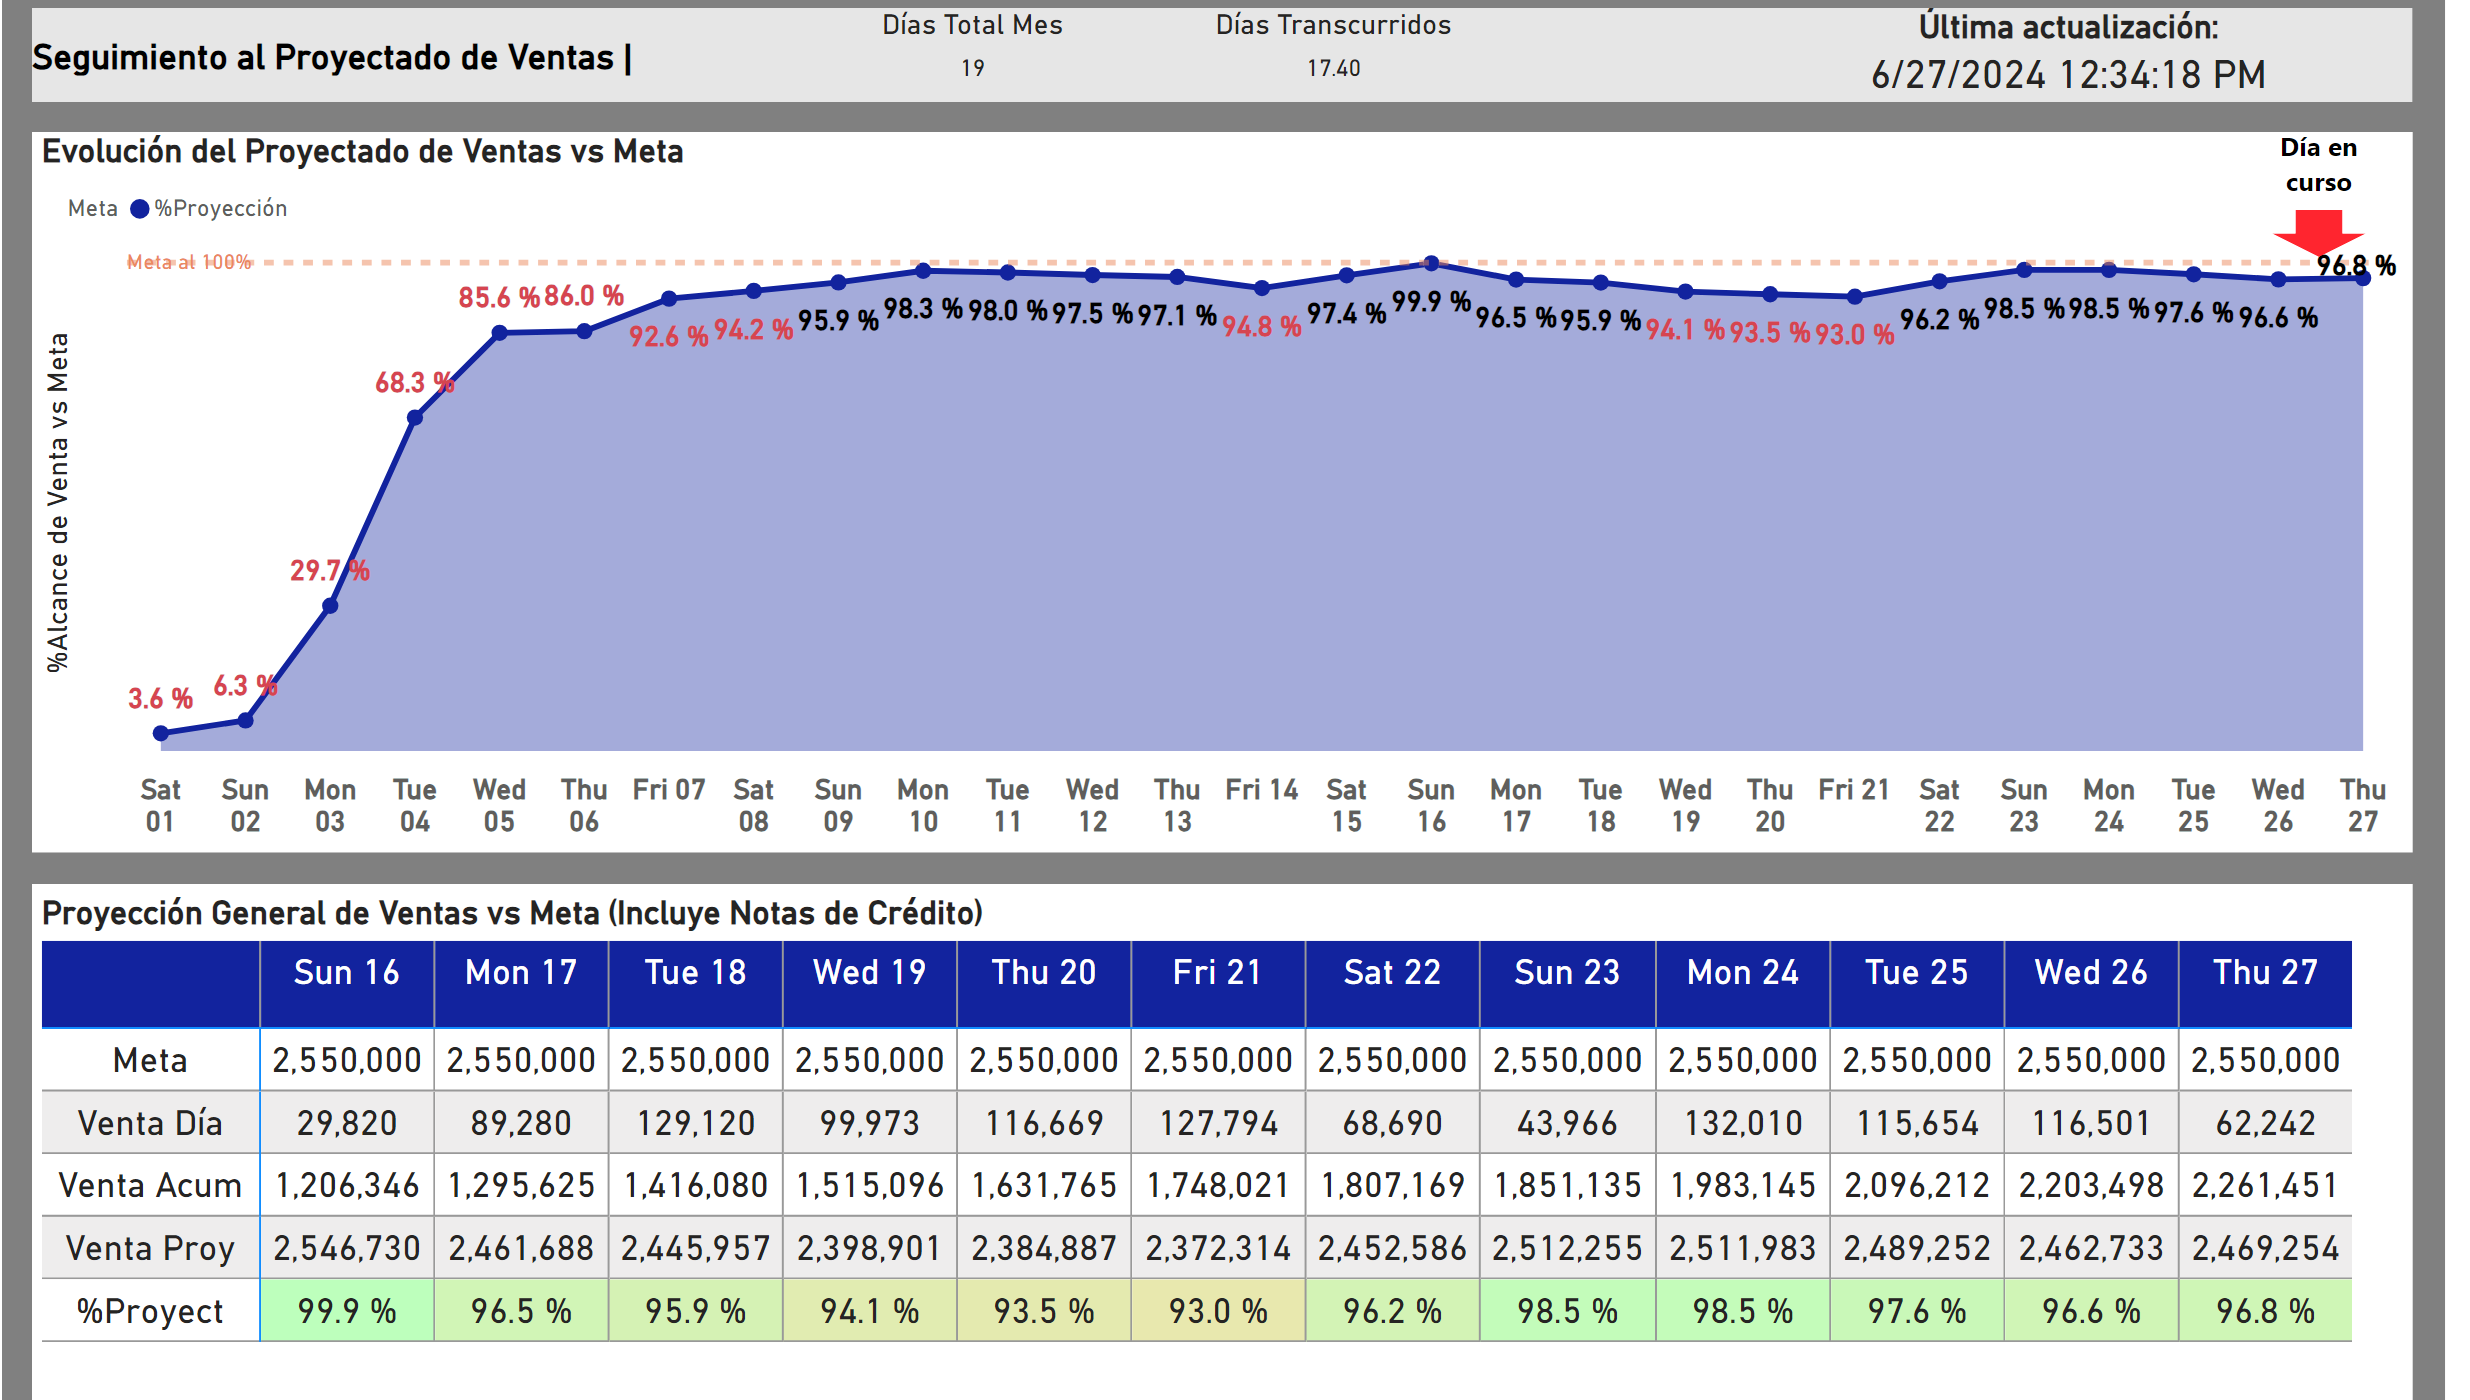 Seguimiento al Proyectado de Ventas |
Días Total Mes
19
Días Transcurridos
17.40
Última actualización:
6/27/2024 12:34:18 PM
Evolución del Proyectado de Ventas vs Meta
Día en
curso
Meta %Proyección
Meta al 100%
%Alcance de Venta vs Meta
3.6 % 6.3 % 29.7 % 68.3 % 85.6 % 86.0 % 92.6 % 94.2 % 95.9 % 98.3 % 98.0 % 97.5 % 97.1 % 94.8 % 97.4 % 99.9 % 96.5 % 95.9 % 94.1 % 93.5 % 93.0 % 96.2 % 98.5 % 98.5 % 97.6 % 96.6 % 96.8 %
Sat Sun Mon Tue Wed Thu Fri 07 Sat Sun Mon Tue Wed Thu Fri 14 Sat Sun Mon Tue Wed Thu Fri 21 Sat Sun Mon Tue Wed Thu
01 02 03 04 05 06 08 09 10 11 12 13 15 16 17 18 19 20 22 23 24 25 26 27
Proyección General de Ventas vs Meta (Incluye Notas de Crédito)
Sun 16 Mon 17 Tue 18 Wed 19 Thu 20 Fri 21 Sat 22 Sun 23 Mon 24 Tue 25 Wed 26 Thu 27
Meta 2,550,000 2,550,000 2,550,000 2,550,000 2,550,000 2,550,000 2,550,000 2,550,000 2,550,000 2,550,000 2,550,000 2,550,000
Venta Día 29,820 89,280 129,120 99,973 116,669 127,794 68,690 43,966 132,010 115,654 116,501 62,242
Venta Acum 1,206,346 1,295,625 1,416,080 1,515,096 1,631,765 1,748,021 1,807,169 1,851,135 1,983,145 2,096,212 2,203,498 2,261,451
Venta Proy 2,546,730 2,461,688 2,445,957 2,398,901 2,384,887 2,372,314 2,452,586 2,512,255 2,511,983 2,489,252 2,462,733 2,469,254
%Proyect 99.9 % 96.5 % 95.9 % 94.1 % 93.5 % 93.0 % 96.2 % 98.5 % 98.5 % 97.6 % 96.6 % 96.8 %